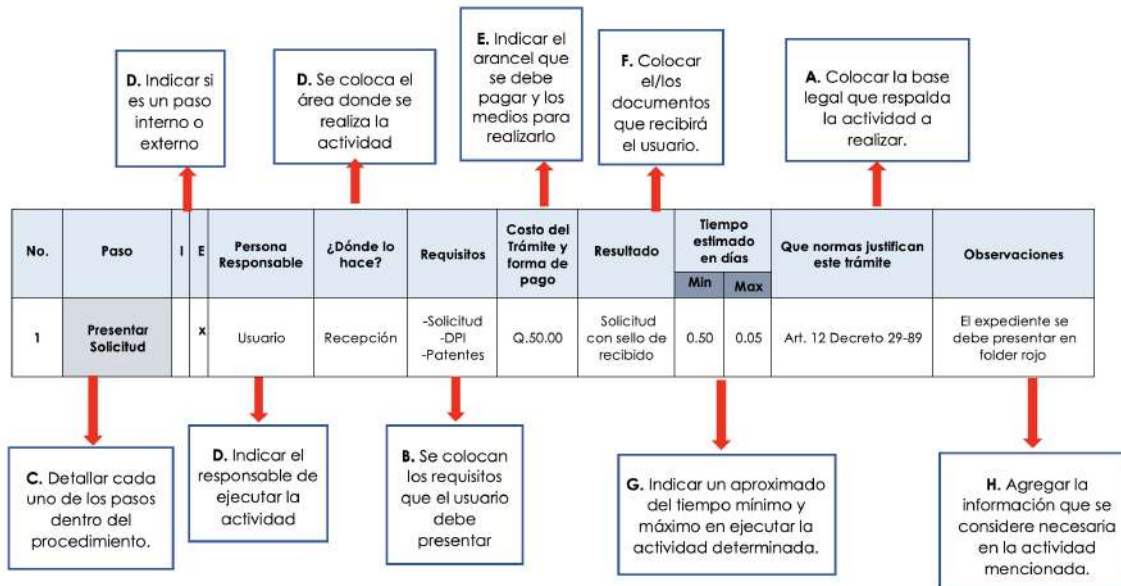 D. Indicar si
es un paso
interno o
externo
D. Se coloca el
área donde se
realiza la
actividad
E. Indicar el
arancel que
se debe
pagar y los
medios para
realizarlo
F. Colocar
el/los
documentos
que recibirá
el usuario.
A. Colocar la base
legal que respalda
la actividad a
realizar.
No.
Paso
I
E
Persona
Responsable
¿Dónde lo
hace?
Requisitos
Costo del
Trámite y
forma de
pago
Resultado
Tiempo
estimado
en días
Min
Max
Que normas justifican
este trámite
Observaciones
1
Presentar
Solicitud
x
Usuario
Recepción
-Solicitud
-DPI
-Patentes
Q.50.00
Solicitud
con sello de
recibido
0.50
0.05
Art. 12 Decreto 29-89
El expediente se
debe presentar en
folder rojo
C. Detallar cada
uno de los pasos
dentro del
procedimiento.
D. Indicar el
responsable de
ejecutar la
actividad
B. Se colocan
los requisitos
que el usuario
debe
presentar
G. Indicar un aproximado
del tiempo mínimo y
máximo en ejecutar la
actividad determinada.
H. Agregar la
información que se
considere necesaria
en la actividad
mencionada.